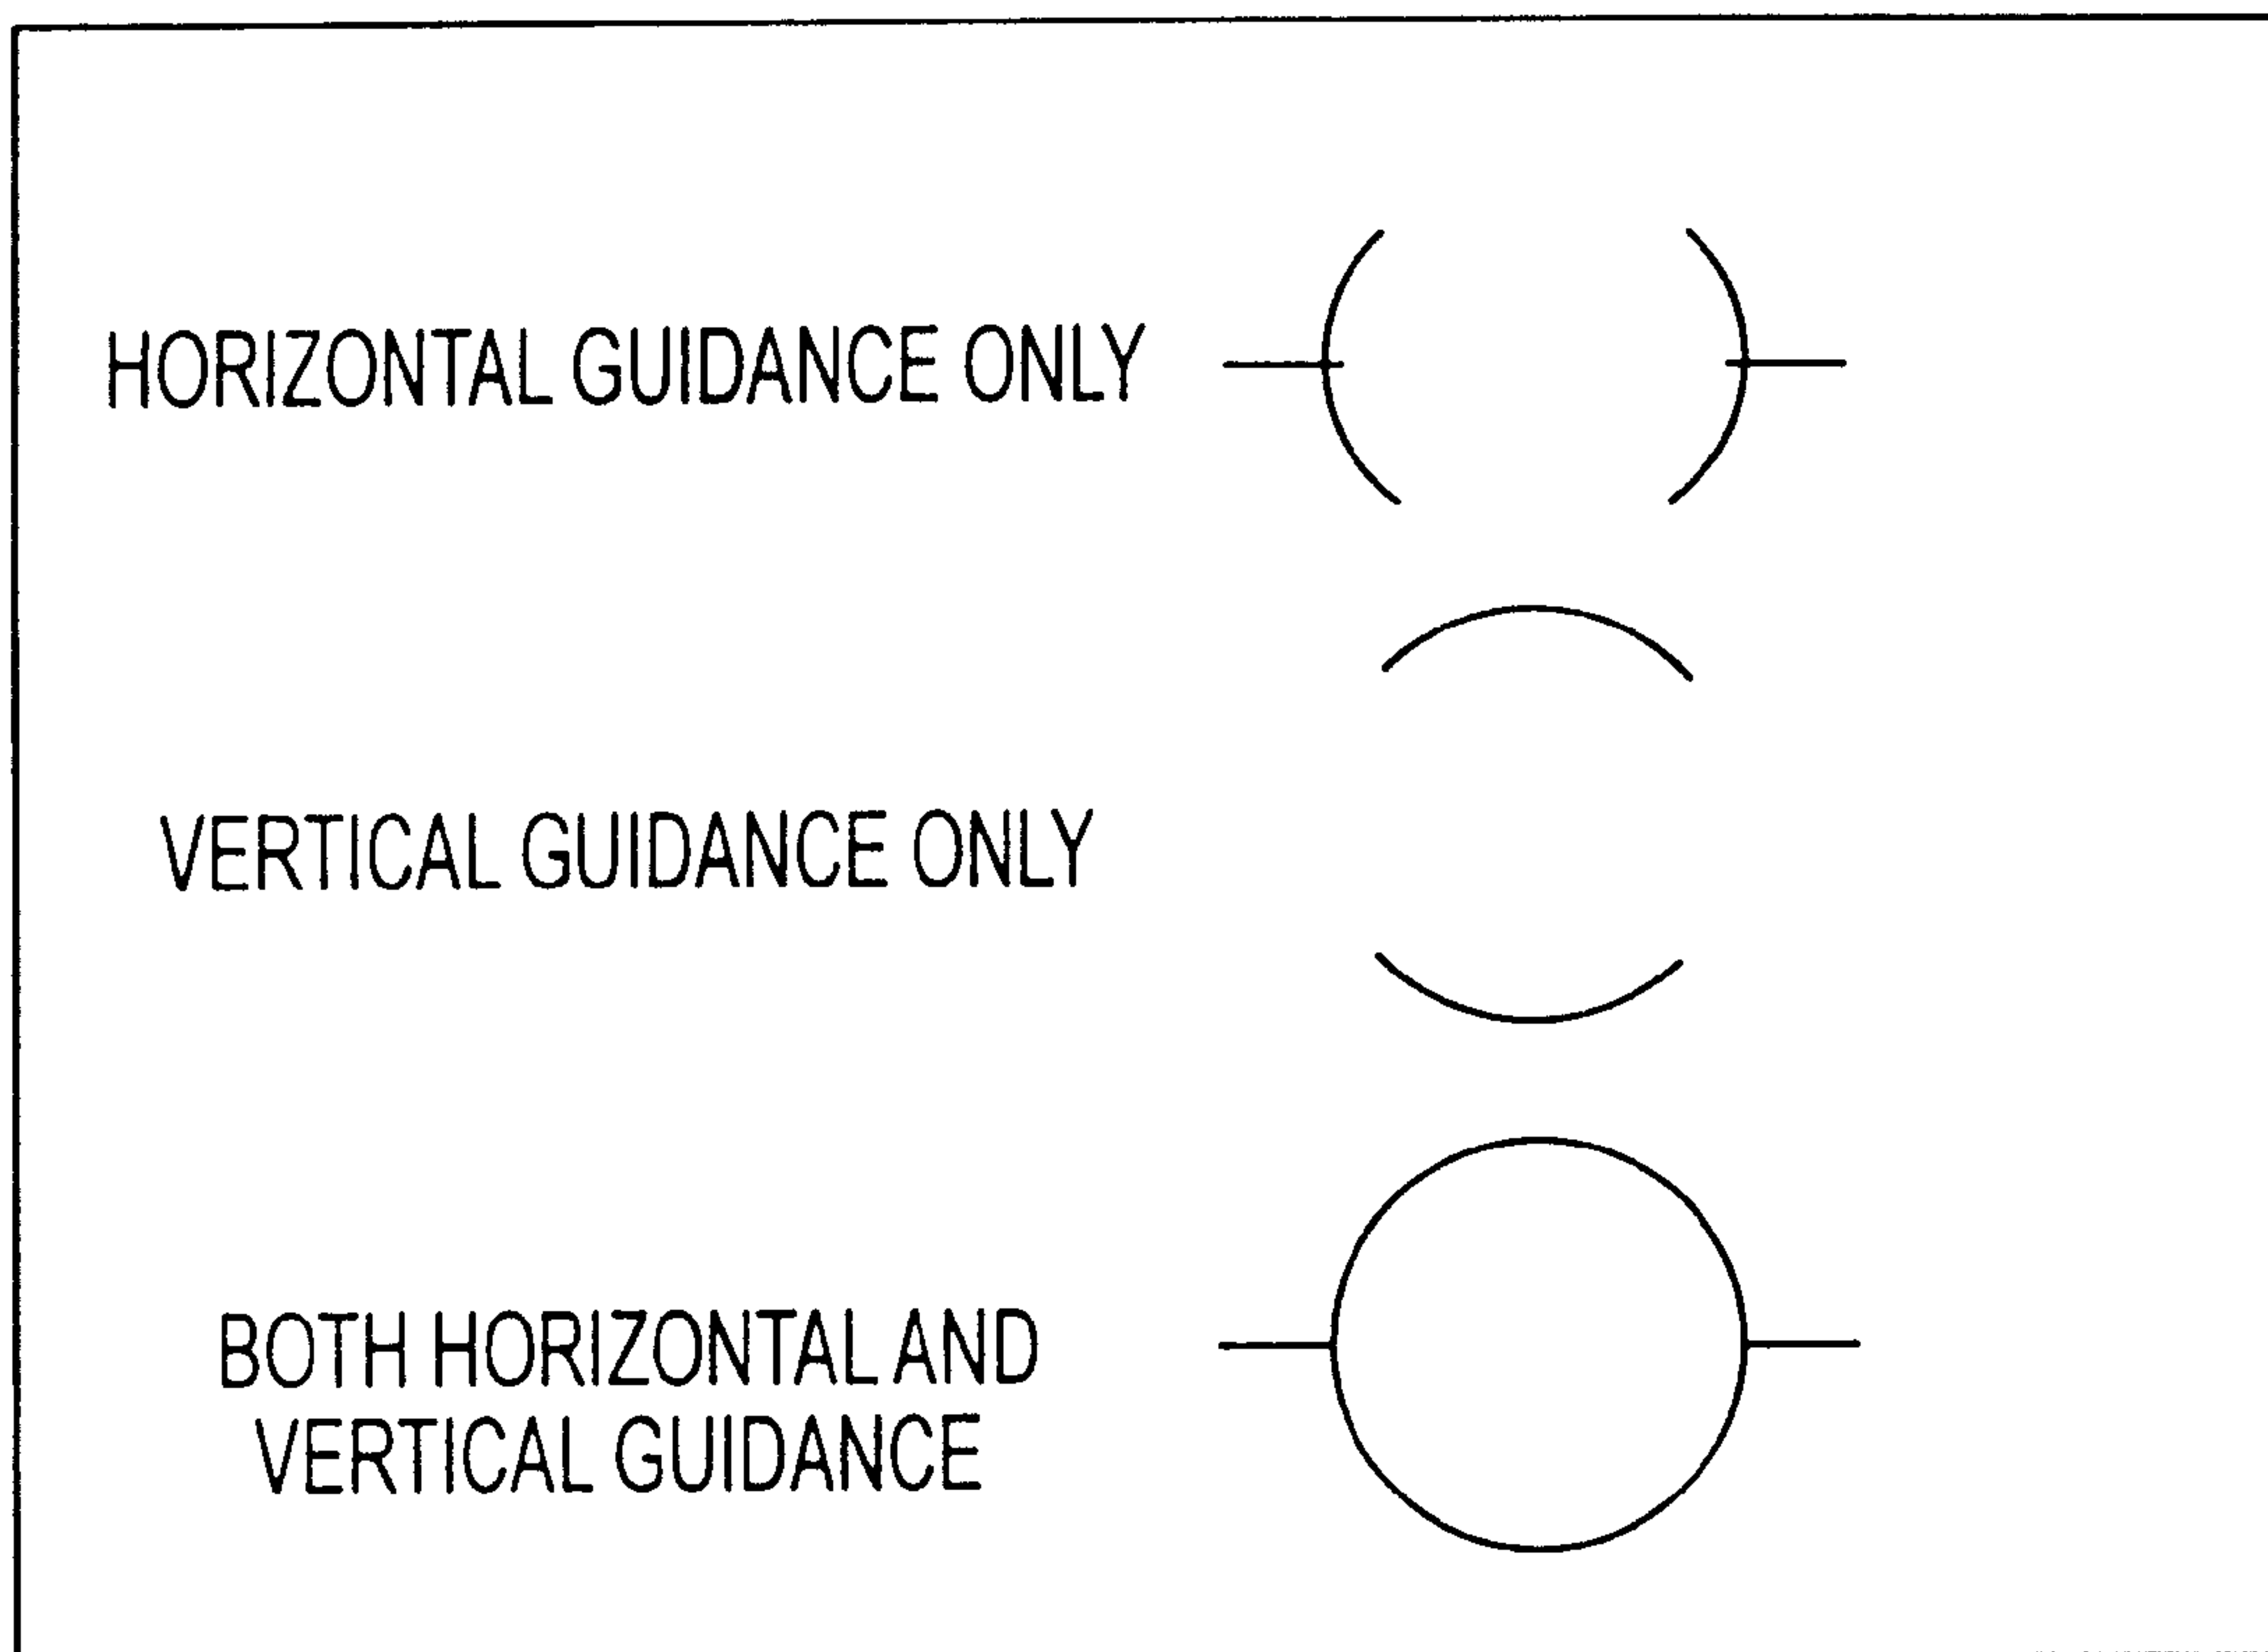 HORIZONTAL GUIDANCE ONLY
VERTICAL GUIDANCE ONLY
BOTH HORIZONTAL AND
VERTICAL GUIDANCE